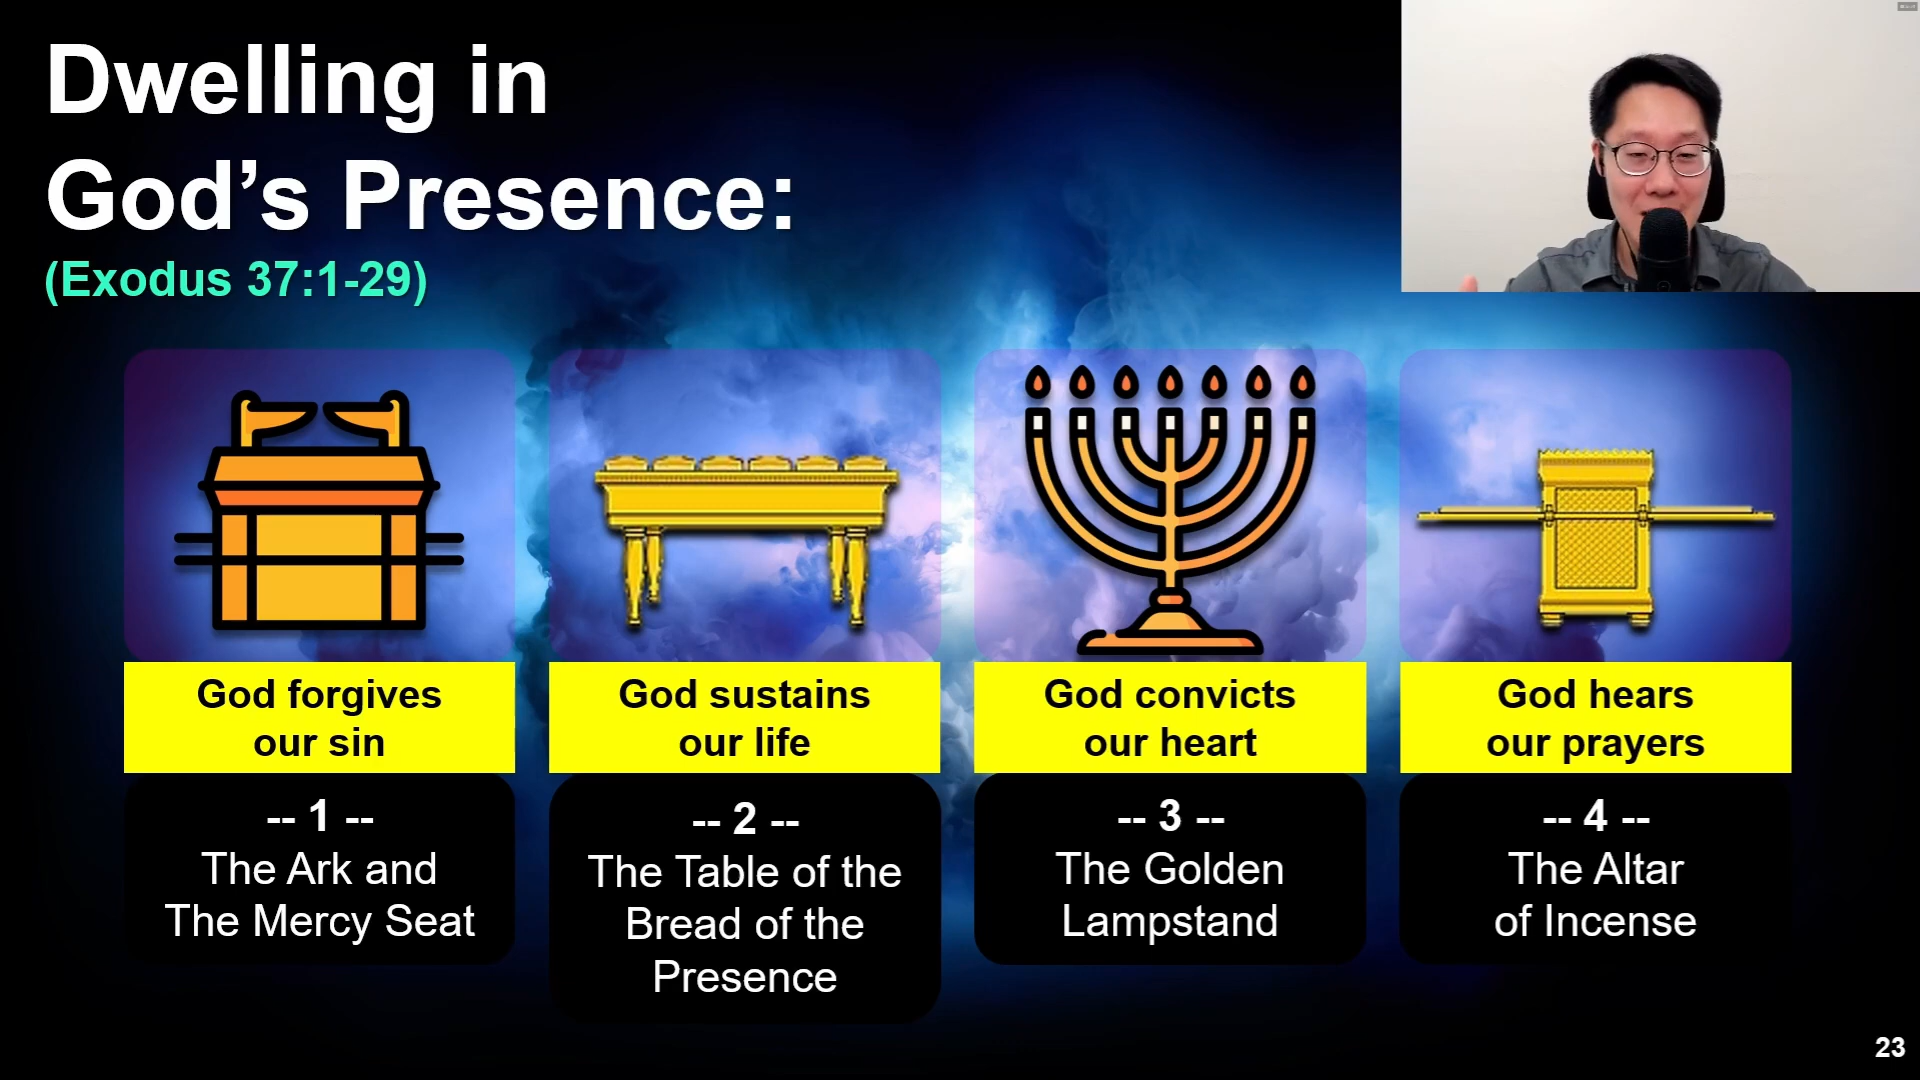 Dwelling in
God’s Presence:
(Exodus 37:1-29)
God forgives
our sin
-- 1 --
The Ark and
The Mercy Seat
God sustains
our life
-- 2 --
The Table of the
Bread of the
Presence
God convicts
our heart
-- 3 --
The Golden
Lampstand
God hears
our prayers
-- 4 --
The Altar
of Incense
23